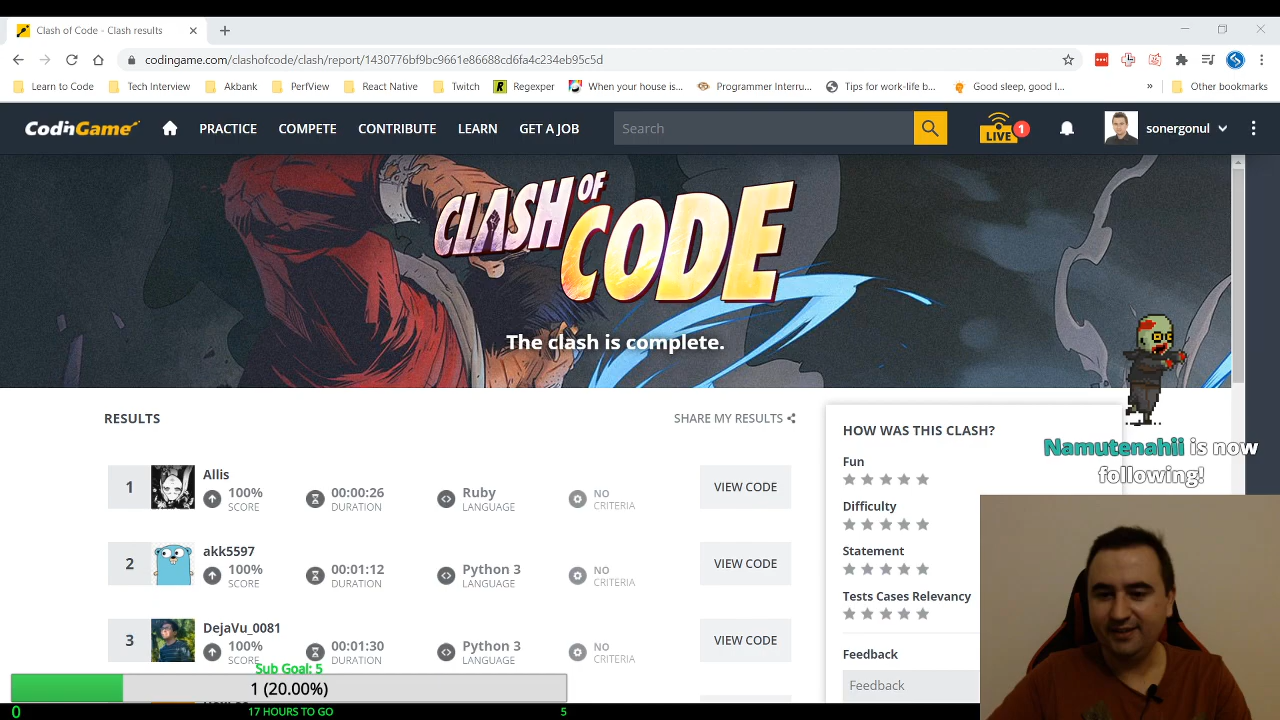 Clash of Code - Clash results
codingame.com/clashofcode/clash/report/1430776bf0bc9661e86688cd6fa4c234eb95c5d
Learn to Code
Tech Interview
Akbank
PerfView
React Native
Twitch
Regexper
When your house is...
Programmer Interru...
Tips for work-life b...
Good sleep, good l...
»
Other bookmarks
CodinGame
PRACTICE
COMPETE
CONTRIBUTE
LEARN
GET A JOB
Search
LIVE
1
sonergonul
CLASH OF CODE
The clash is complete.
RESULTS
SHARE MY RESULTS
1
Allis
100%
SCORE
00:00:26
DURATION
Ruby
LANGUAGE
NO
CRITERIA
VIEW CODE
2
akk5597
100%
SCORE
00:01:12
DURATION
Python 3
LANGUAGE
NO
CRITERIA
VIEW CODE
3
DejaVu_0081
100%
SCORE
00:01:30
DURATION
Python 3
LANGUAGE
NO
CRITERIA
VIEW CODE
HOW WAS THIS CLASH?
Fun
Difficulty
Statement
Tests Cases Relevancy
Feedback
Feedback
Namutenahii is now
following!
Sub Goal: 5
1 (20.00%)
0
17 HOURS TO GO
5